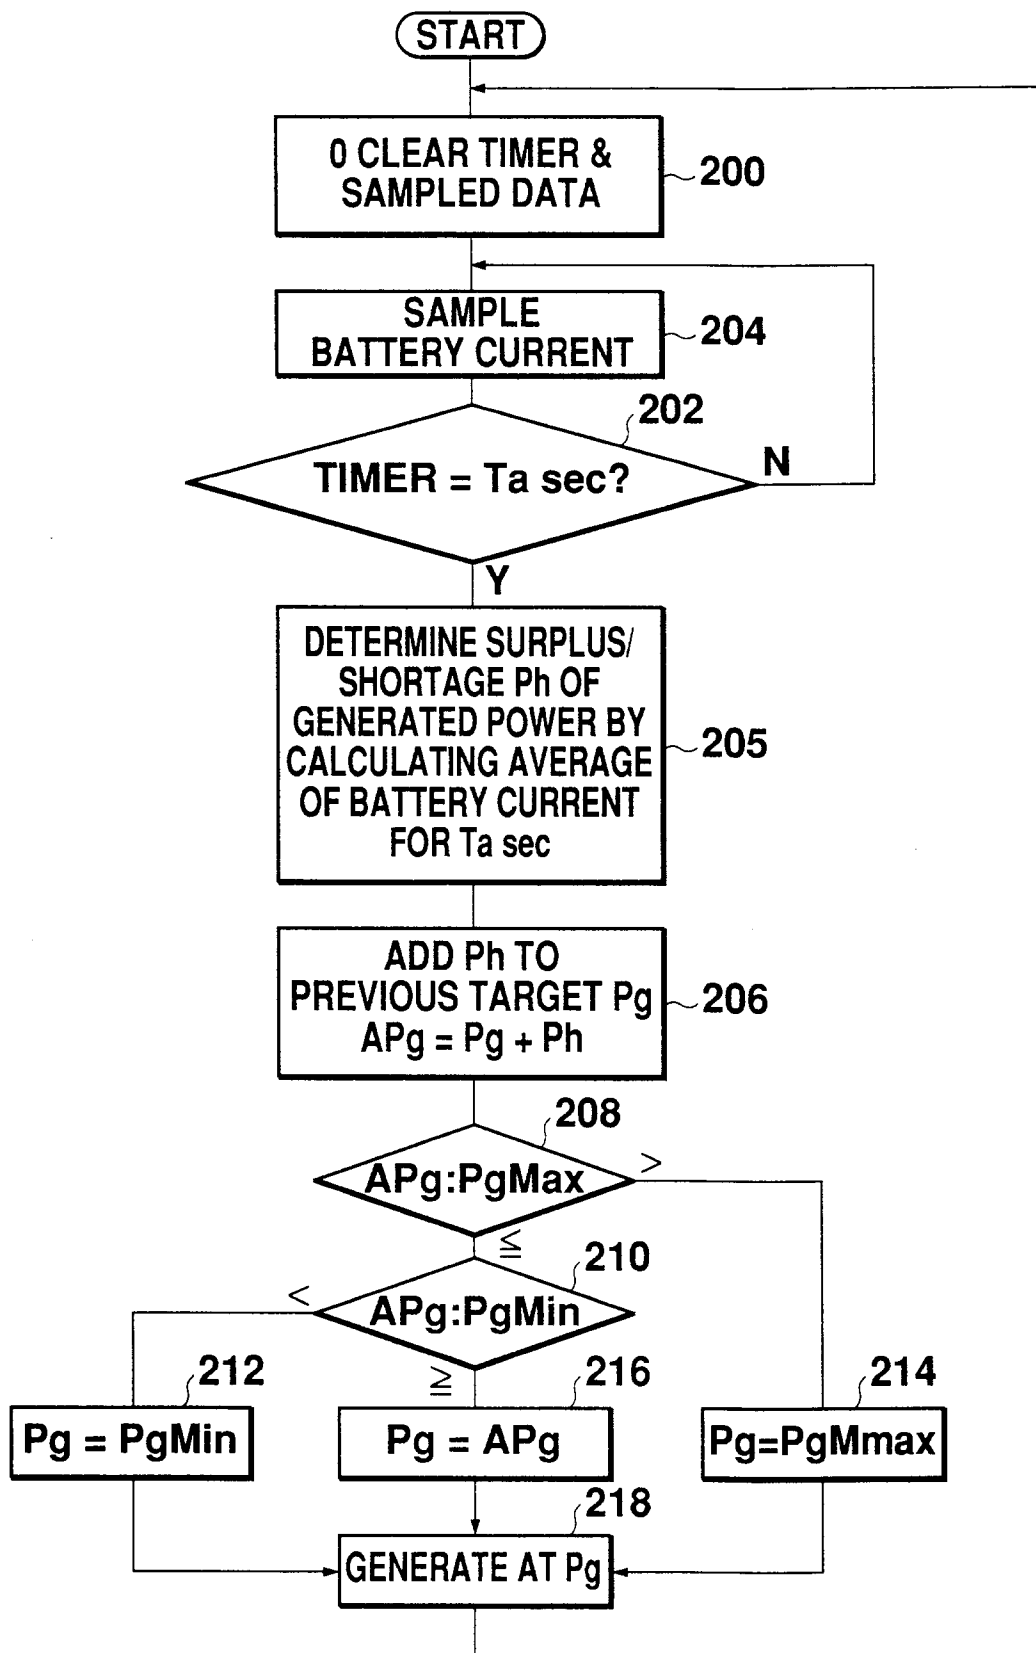 START
0 CLEAR TIMER &
SAMPLED DATA
200
SAMPLE
BATTERY CURRENT
204
202
TIMER = Ta sec?
N
Y
DETERMINE SURPLUS/
SHORTAGE Ph OF
GENERATED POWER BY
CALCULATING AVERAGE
OF BATTERY CURRENT
FOR Ta sec
205
ADD Ph TO
PREVIOUS TARGET Pg
APg = Pg + Ph
206
208
APg:PgMax
>
≦
210
APg:PgMin
<
≧
212
Pg = PgMin
216
Pg = APg
214
Pg=PgMmax
218
GENERATE AT Pg